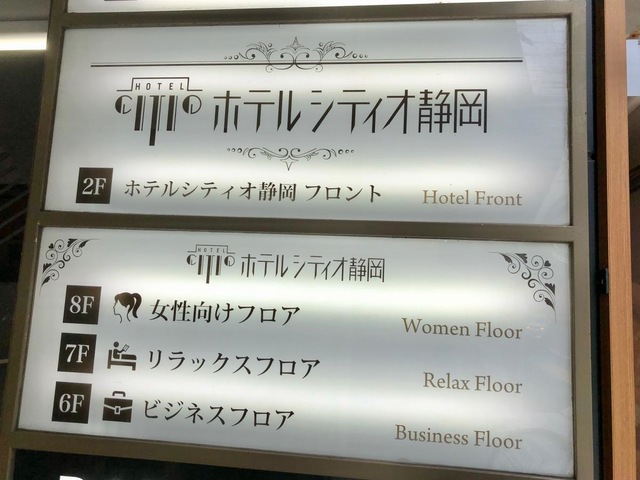 HOTEL
CITIO ホテルシティオ静岡
2F ホテルシティオ静岡 フロント Hotel Front
HOTEL
CITIO ホテルシティオ静岡
8F 女性向けフロア Women Floor
7F リラックスフロア Relax Floor
6F ビジネスフロア Business Floor